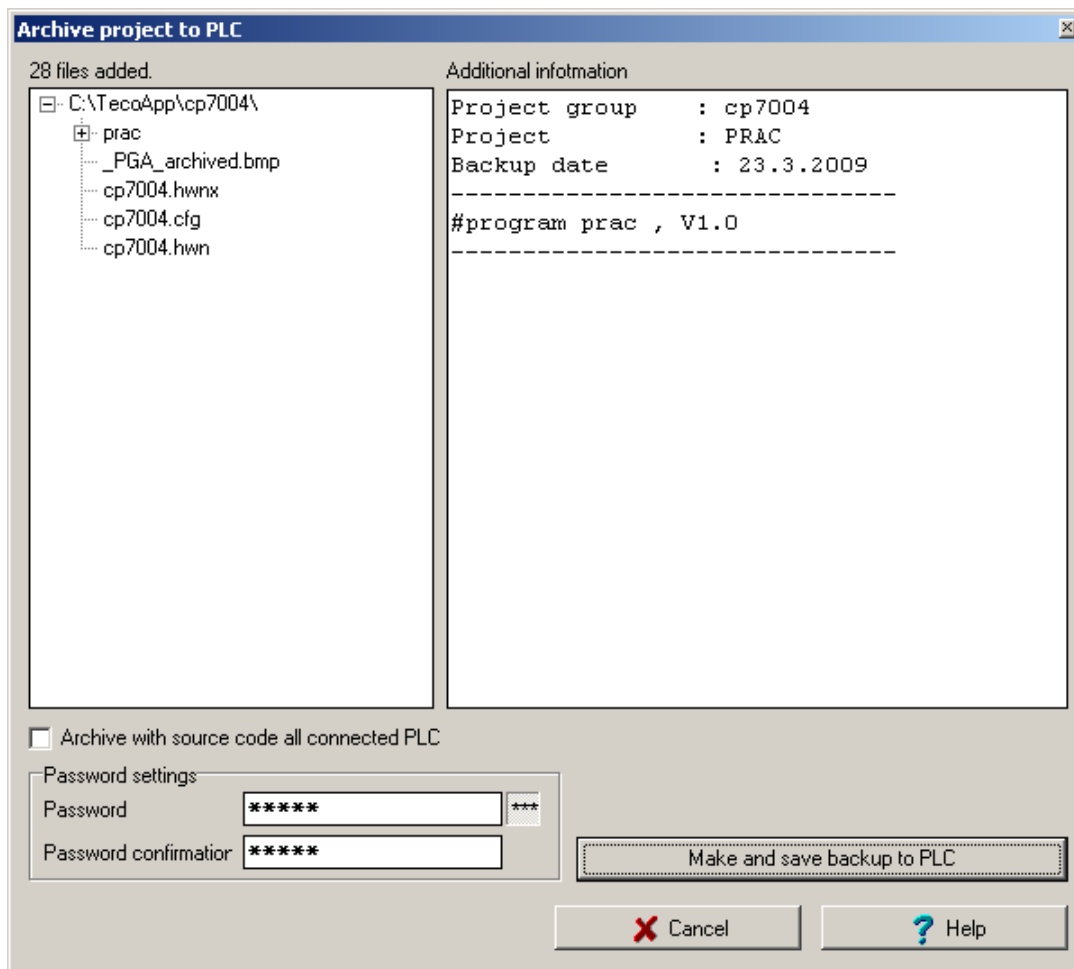 Archive project to PLC
28 files added.
Additional infotmation
C:\TecoApp\cp7004\
prac
_PGA_archived.bmp
cp7004.hwnx
cp7004.cfg
cp7004.hwn
Project group : cp7004
Project : PRAC
Backup date : 23.3.2009
-------------------------------
#program prac , V1.0
-------------------------------
Archive with source code all connected PLC
Password settings
Password ***** ***
Password confirmation *****
Make and save backup to PLC
Cancel
? Help